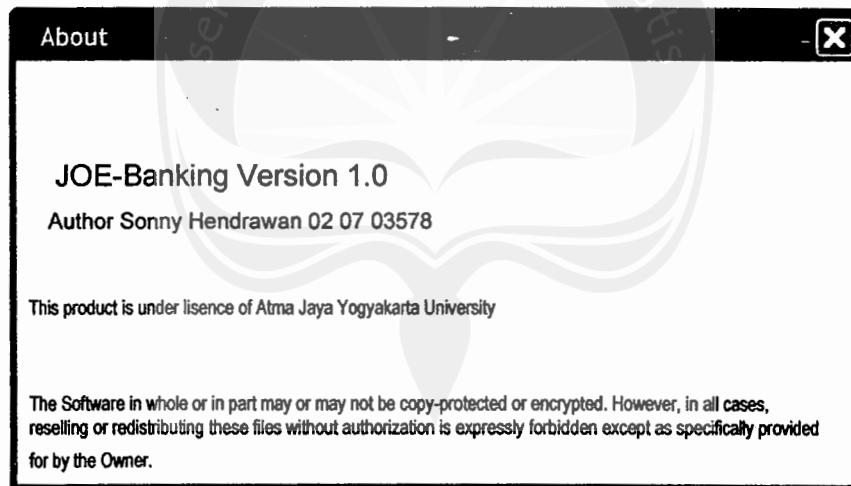 About
JOE-Banking Version 1.0
Author Sonny Hendrawan 02 07 03578
This product is under lisence of Atma Jaya Yogyakarta University
The Software in whole or in part may or may not be copy-protected or encrypted. However, in all cases,
reselling or redistributing these files without authorization is expressly forbidden except as specifically provided
for by the Owner.